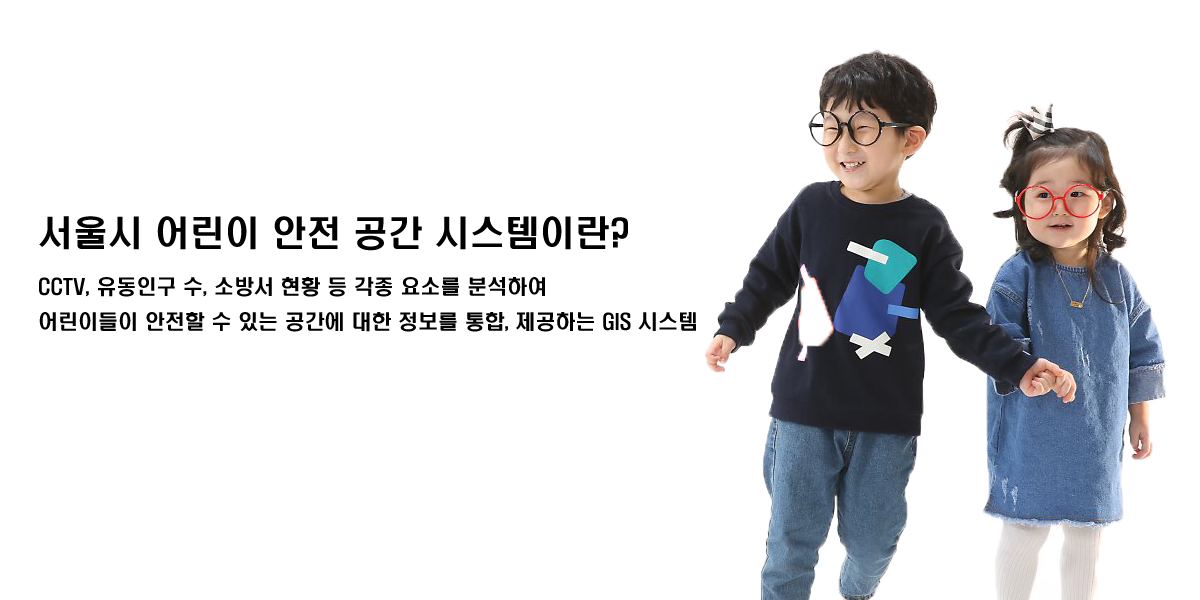 서울시 어린이 안전 공간 시스템이란?
CCTV, 유동인구 수, 소방서 현황 등 각종 요소를 분석하여
어린이들이 안전할 수 있는 공간에 대한 정보를 통합, 제공하는 GIS 시스템